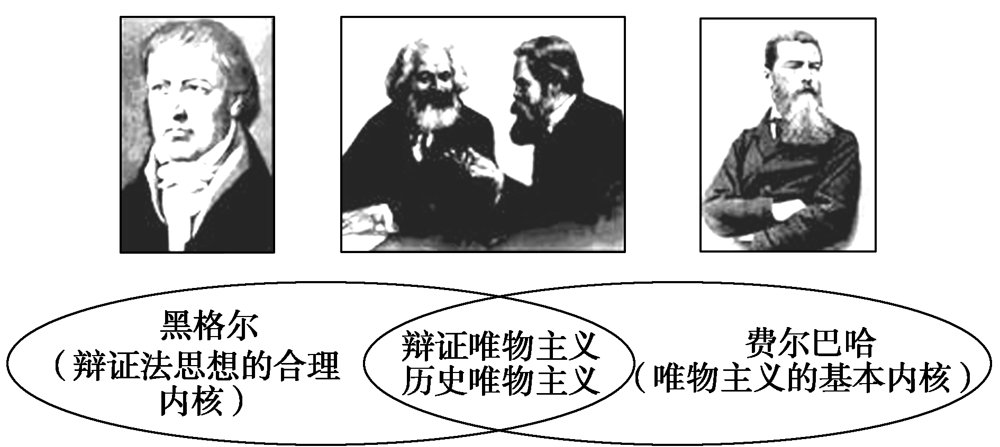 黑格尔
（辩证法思想的合理
内核）
辩证唯物主义
历史唯物主义
费尔巴哈
（唯物主义的基本内核）